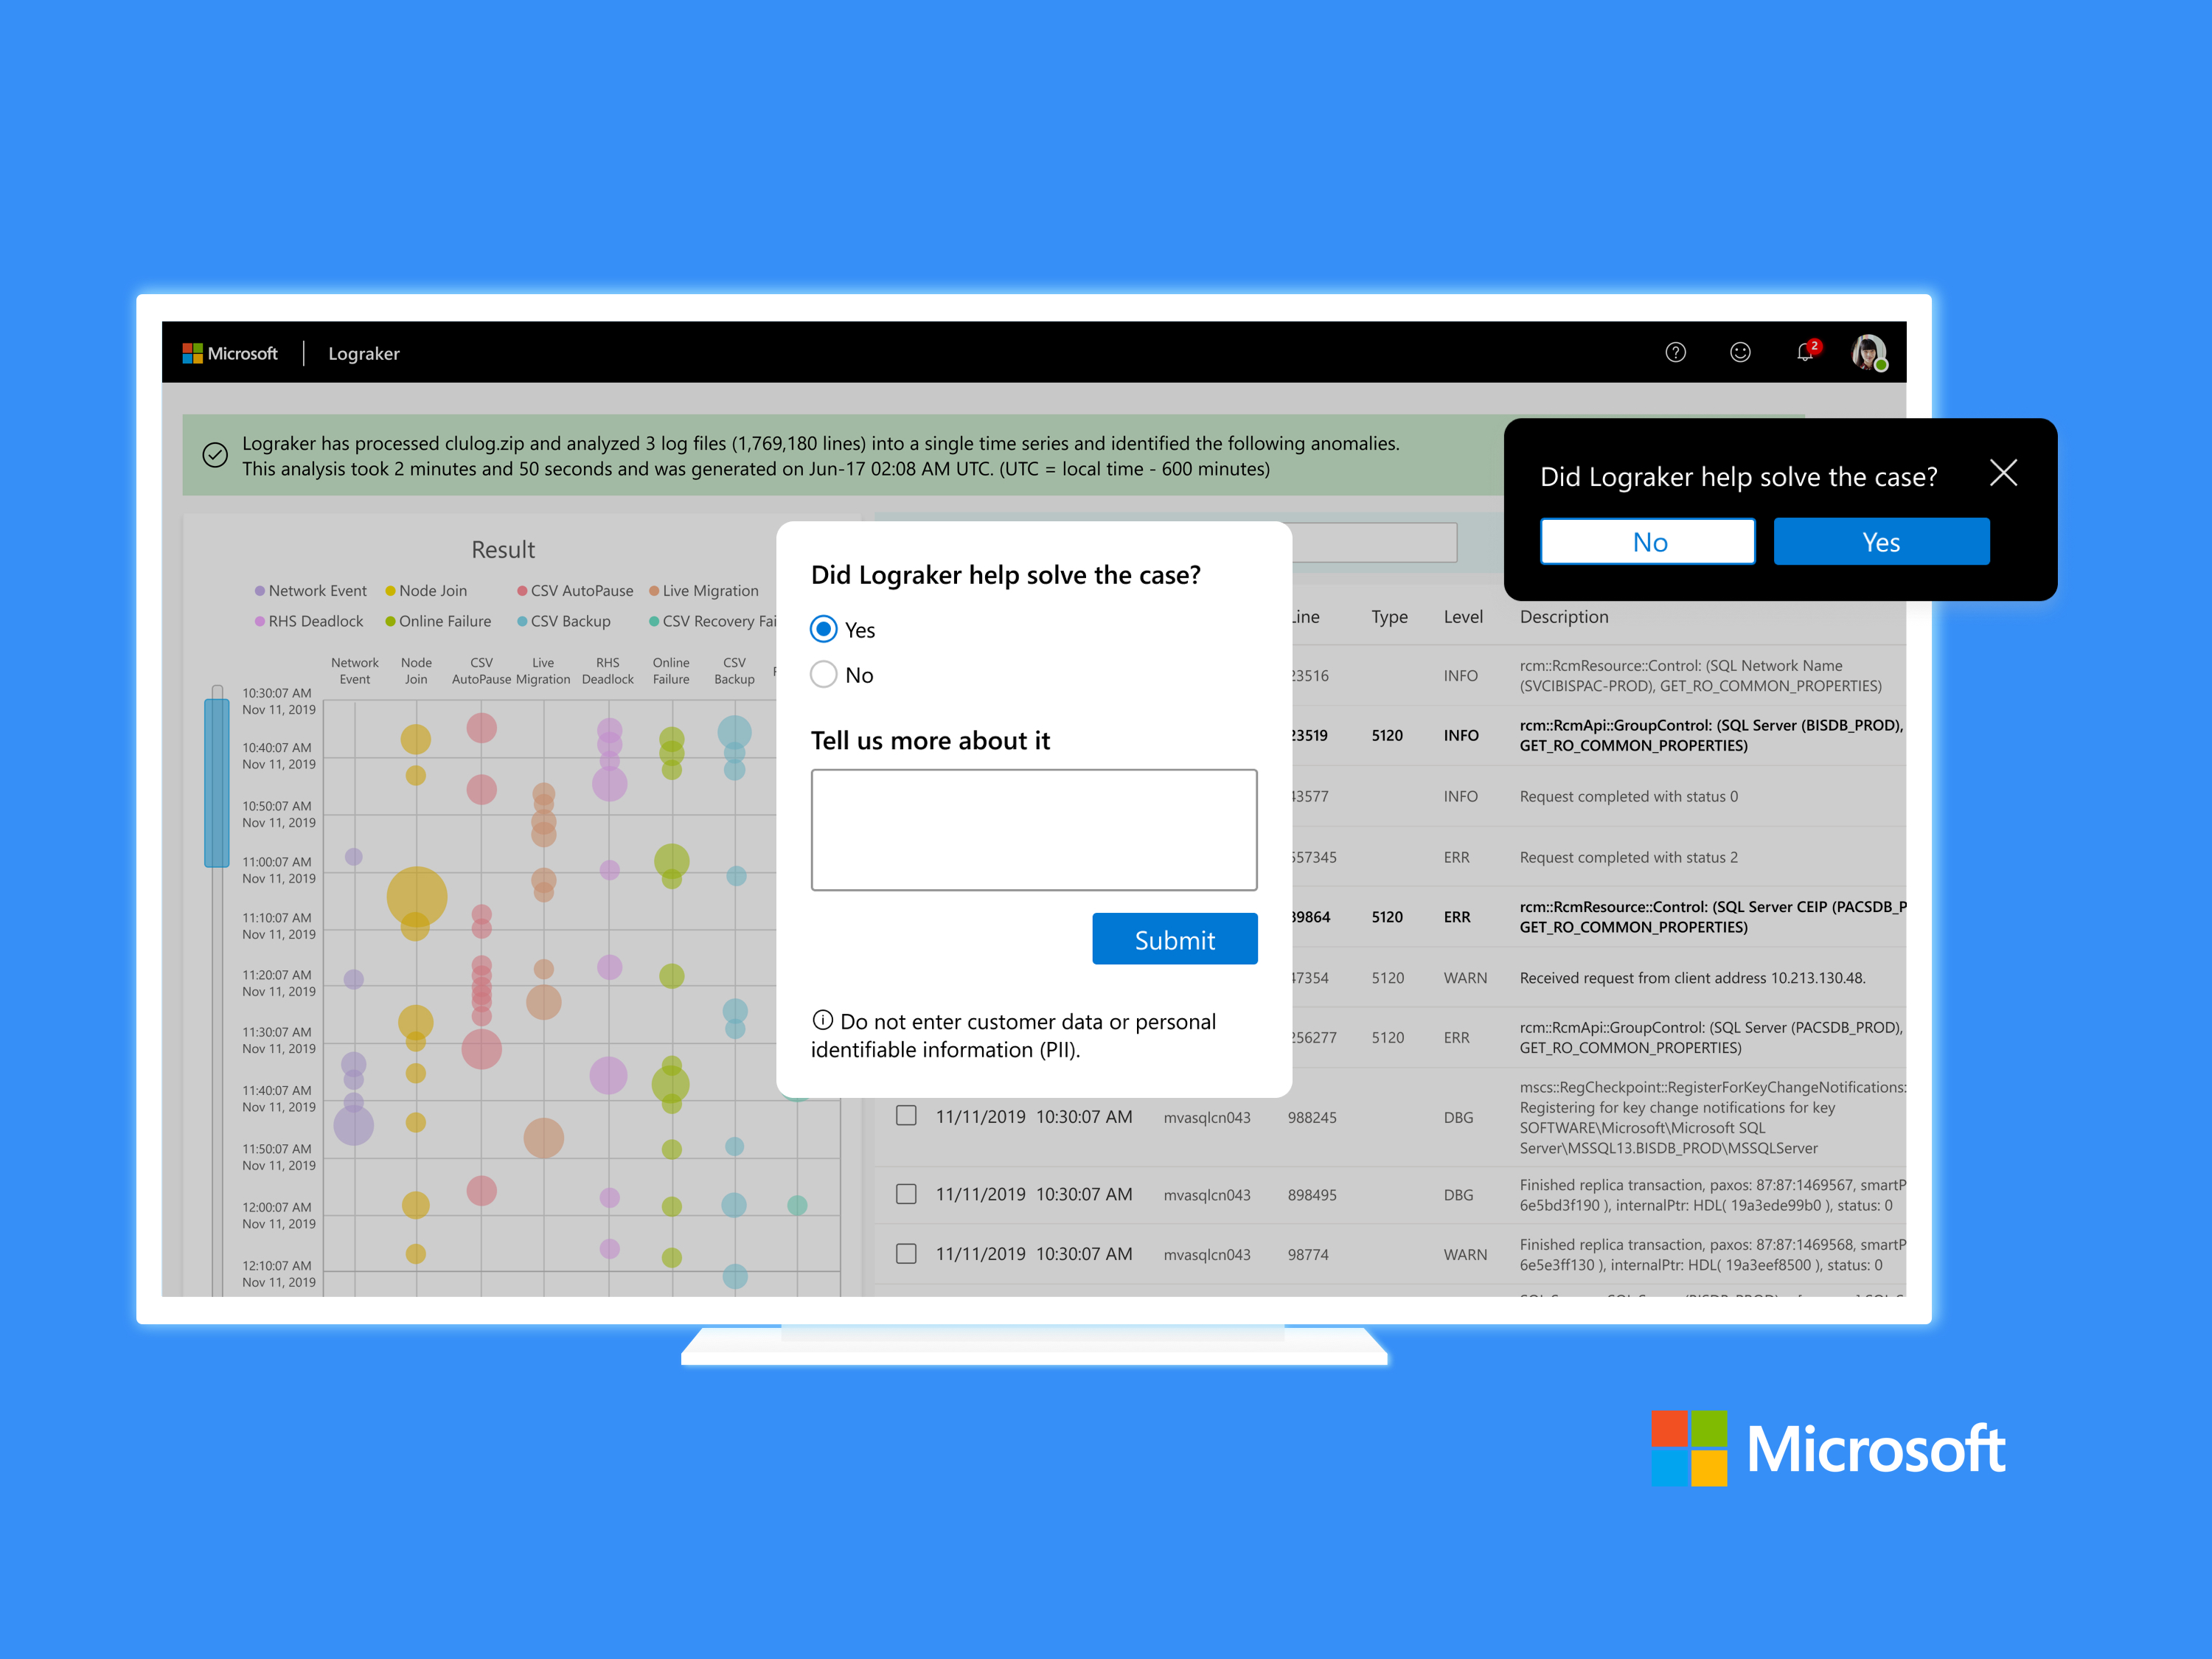 Microsoft
Lograker
2
Lograker has processed clulog.zip and analyzed 3 log files (1,769,180 lines) into a single time series and identified the following anomalies.
This analysis took 2 minutes and 50 seconds and was generated on Jun-17 02:08 AM UTC. (UTC = local time - 600 minutes)
Did Lograker help solve the case?
No
Yes
Result
Network Event
Node Join
CSV AutoPause
Live Migration
RHS Deadlock
Online Failure
CSV Backup
CSV Recovery Fai
Network
Event
Node
Join
CSV
AutoPause
Live
Migration
RHS
Deadlock
Online
Failure
CSV
Backup
10:30:07 AM
Nov 11, 2019
10:40:07 AM
Nov 11, 2019
10:50:07 AM
Nov 11, 2019
11:00:07 AM
Nov 11, 2019
11:10:07 AM
Nov 11, 2019
11:20:07 AM
Nov 11, 2019
11:30:07 AM
Nov 11, 2019
11:40:07 AM
Nov 11, 2019
11:50:07 AM
Nov 11, 2019
12:00:07 AM
Nov 11, 2019
12:10:07 AM
Nov 11, 2019
Did Lograker help solve the case?
Yes
No
Tell us more about it
Submit
Do not enter customer data or personal
identifiable information (PII).
Line Type Level Description
23516 INFO rcm::RcmResource::Control: (SQL Network Name
(SVCIBISPAC-PROD), GET_RO_COMMON_PROPERTIES)
23519 5120 INFO rcm::RcmApi::GroupControl: (SQL Server (BISDB_PROD),
GET_RO_COMMON_PROPERTIES)
43577 INFO Request completed with status 0
557345 ERR Request completed with status 2
89864 5120 ERR rcm::RcmResource::Control: (SQL Server CEIP (PACSDB_P
GET_RO_COMMON_PROPERTIES)
47354 5120 WARN Received request from client address 10.213.130.48.
256277 5120 ERR rcm::RcmApi::GroupControl: (SQL Server (PACSDB_PROD),
GET_RO_COMMON_PROPERTIES)
11/11/2019 10:30:07 AM mvasqlcn043 988245 DBG mscs::RegCheckpoint::RegisterForKeyChangeNotifications:
Registering for key change notifications for key
SOFTWARE\Microsoft\Microsoft SQL
Server\MSSQL13.BISDB_PROD\MSSQLServer
11/11/2019 10:30:07 AM mvasqlcn043 898495 DBG Finished replica transaction, paxos: 87:87:1469567, smartP
6e5bd3f190 ), internalPtr: HDL( 19a3ede99b0 ), status: 0
11/11/2019 10:30:07 AM mvasqlcn043 98774 WARN Finished replica transaction, paxos: 87:87:1469568, smartP
6e5e3ff130 ), internalPtr: HDL( 19a3eef8500 ), status: 0
Microsoft